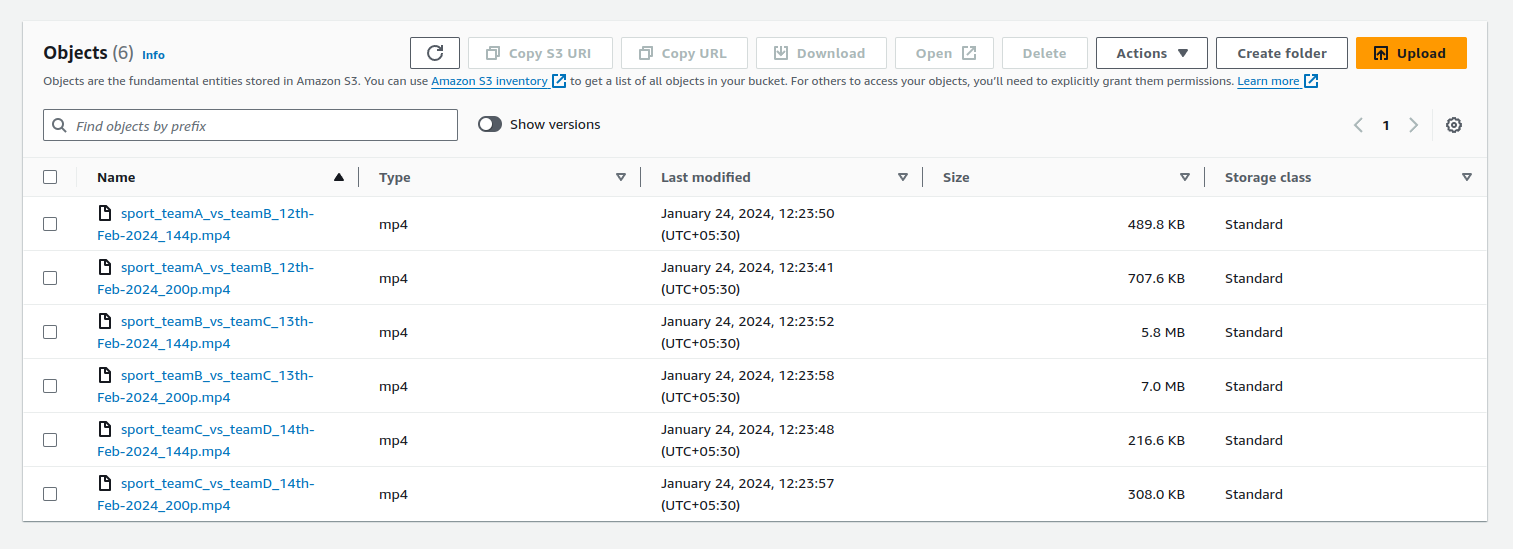 Objects (6) Info
Copy S3 URI
Copy URL
Download
Open
Delete
Actions
Create folder
Upload
Objects are the fundamental entities stored in Amazon S3. You can use Amazon S3 inventory to get a list of all objects in your bucket. For others to access your objects, you'll need to explicitly grant them permissions. Learn more
Find objects by prefix
Show versions
1
Name Type Last modified Size Storage class
sport_teamA_vs_teamB_12th-
Feb-2024_144p.mp4
mp4
January 24, 2024, 12:23:50
(UTC+05:30)
489.8 KB
Standard
sport_teamA_vs_teamB_12th-
Feb-2024_200p.mp4
mp4
January 24, 2024, 12:23:41
(UTC+05:30)
707.6 KB
Standard
sport_teamB_vs_teamC_13th-
Feb-2024_144p.mp4
mp4
January 24, 2024, 12:23:52
(UTC+05:30)
5.8 MB
Standard
sport_teamB_vs_teamC_13th-
Feb-2024_200p.mp4
mp4
January 24, 2024, 12:23:58
(UTC+05:30)
7.0 MB
Standard
sport_teamC_vs_teamD_14th-
Feb-2024_144p.mp4
mp4
January 24, 2024, 12:23:48
(UTC+05:30)
216.6 KB
Standard
sport_teamC_vs_teamD_14th-
Feb-2024_200p.mp4
mp4
January 24, 2024, 12:23:57
(UTC+05:30)
308.0 KB
Standard